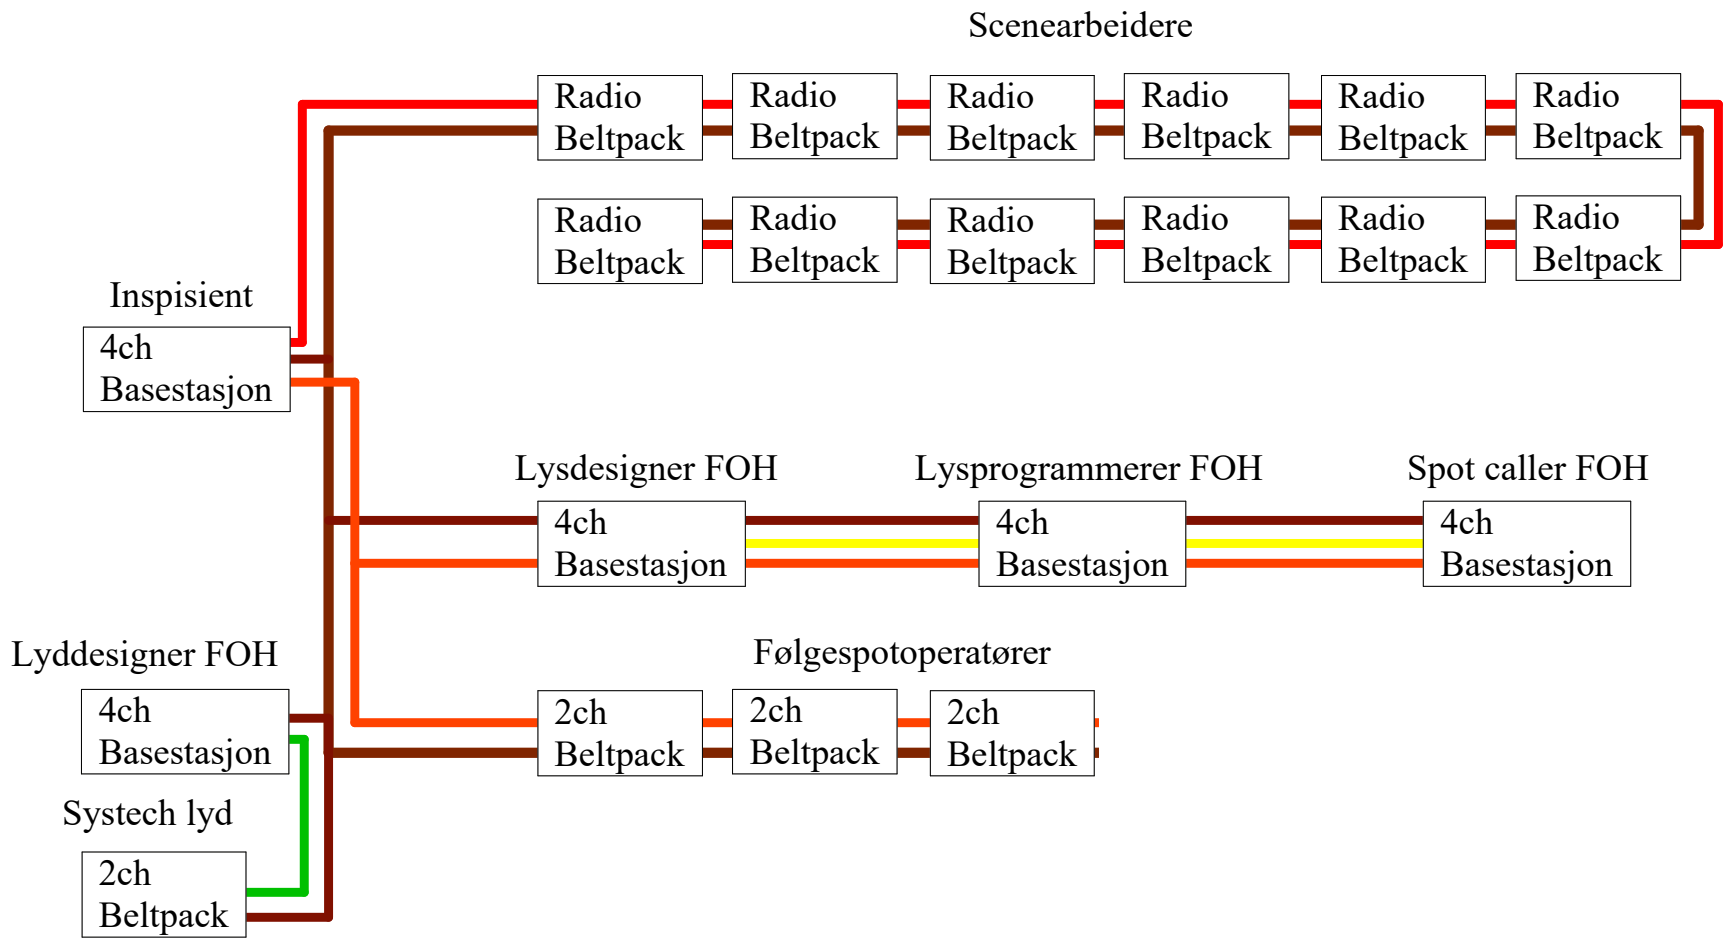 Scenearbeidere
Radio
Beltpack
Radio
Beltpack
Radio
Beltpack
Radio
Beltpack
Radio
Beltpack
Radio
Beltpack
Radio
Beltpack
Radio
Beltpack
Radio
Beltpack
Radio
Beltpack
Radio
Beltpack
Radio
Beltpack
Inspisient
4ch
Basestasjon
Lysdesigner FOH
4ch
Basestasjon
Lysprogrammerer FOH
4ch
Basestasjon
Spot caller FOH
4ch
Basestasjon
Lyddesigner FOH
4ch
Basestasjon
Følgespotoperatører
2ch
Beltpack
2ch
Beltpack
2ch
Beltpack
Systech lyd
2ch
Beltpack